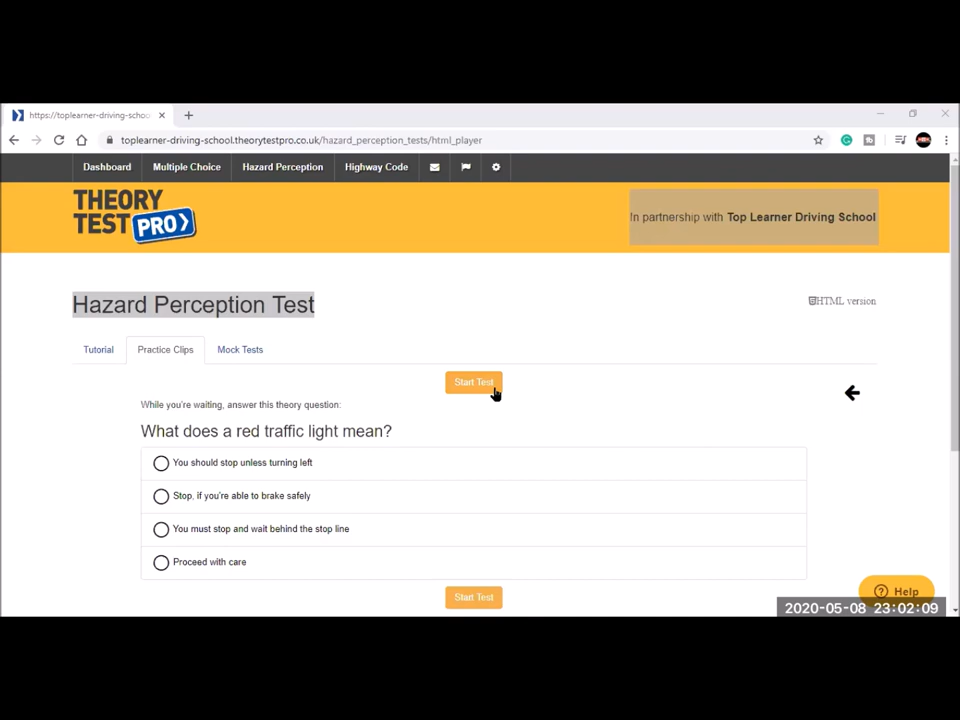 https://toplearner-driving-schoo
toplearner-driving-school.theorytestpro.co.uk/hazard_perception_tests/html_player
Dashboard Multiple Choice Hazard Perception Highway Code
THEORY
TEST PRO
In partnership with Top Learner Driving School
Hazard Perception Test
HTML version
Tutorial Practice Clips Mock Tests
Start Test
While you're waiting, answer this theory question:
What does a red traffic light mean?
You should stop unless turning left
Stop, if you're able to brake safely
You must stop and wait behind the stop line
Proceed with care
Start Test
Help
2020-05-08 23:02:09